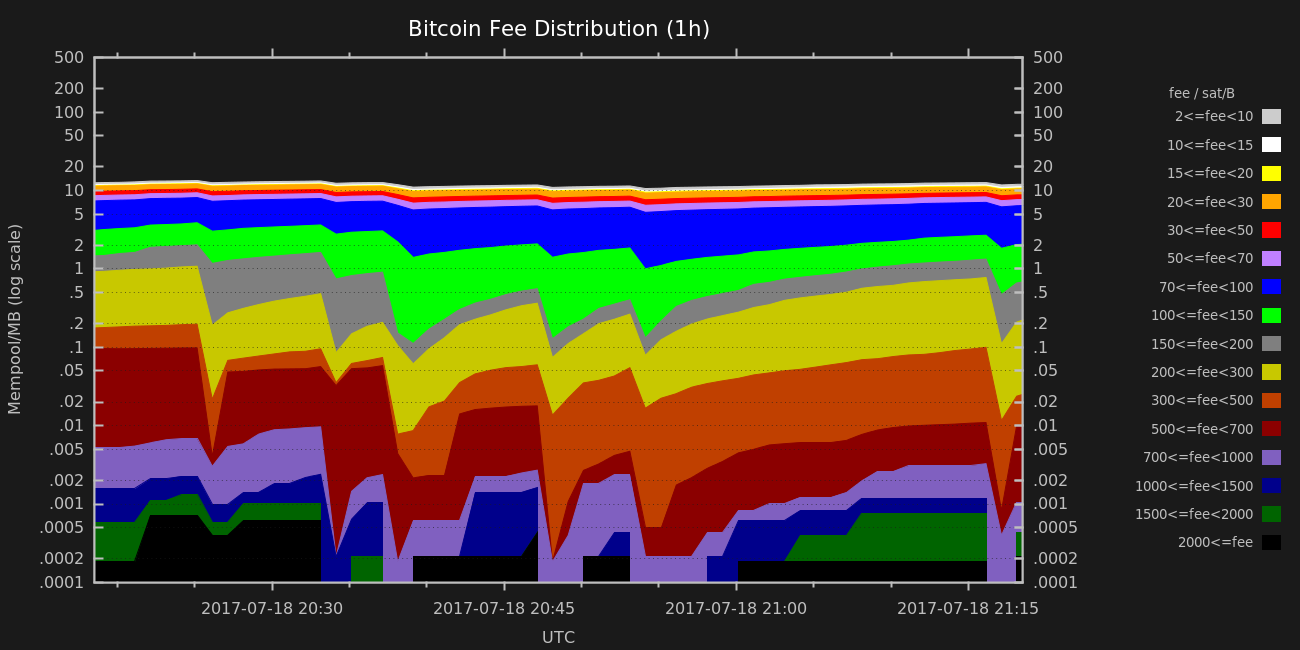 Bitcoin Fee Distribution (1h)
500
200
100
50
20
10
5
2
1
.5
.2
.1
.05
.02
.01
.005
.002
.001
.0005
.0002
.0001
Mempool/MB (log scale)
500
200
100
50
20
10
5
2
1
.5
.2
.1
.05
.02
.01
.005
.002
.001
.0005
.0002
.0001
2017-07-18 20:30
2017-07-18 20:45
2017-07-18 21:00
2017-07-18 21:15
UTC
fee / sat/B
2<=fee<10
10<=fee<15
15<=fee<20
20<=fee<30
30<=fee<50
50<=fee<70
70<=fee<100
100<=fee<150
150<=fee<200
200<=fee<300
300<=fee<500
500<=fee<700
700<=fee<1000
1000<=fee<1500
1500<=fee<2000
2000<=fee